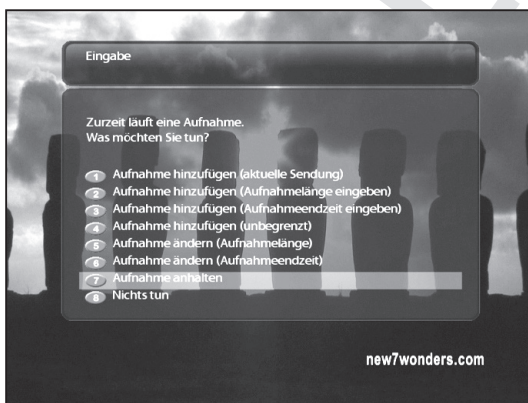 Eingabe
Zurzeit läuft eine Aufnahme.
Was möchten Sie tun?
1 Aufnahme hinzufügen (aktuelle Sendung)
2 Aufnahme hinzufügen (Aufnahmelänge eingeben)
3 Aufnahme hinzufügen (Aufnahmeendzeit eingeben)
4 Aufnahme hinzufügen (unbegrenzt)
5 Aufnahme ändern (Aufnahmelänge)
6 Aufnahme ändern (Aufnahmeendzeit)
7 Aufnahme anhalten
8 Nichts tun
new7wonders.com